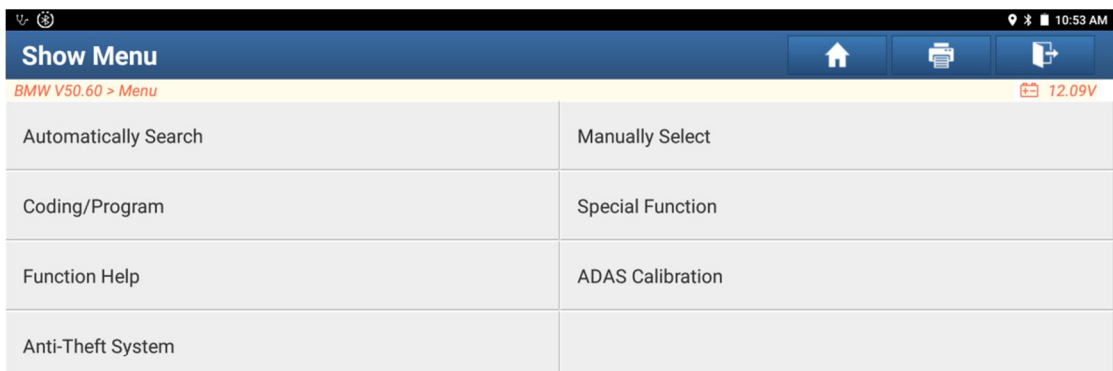 10:53 AM
Show Menu
BMW V50.60 > Menu
12.09V
Automatically Search
Manually Select
Coding/Program
Special Function
Function Help
ADAS Calibration
Anti-Theft System